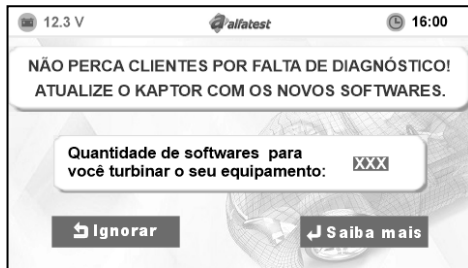 12.3 V alfatest 16:00
NÃO PERCA CLIENTES POR FALTA DE DIAGNÓSTICO!
ATUALIZE O KAPTOR COM OS NOVOS SOFTWARES.
Quantidade de softwares para
você turbinar o seu equipamento: XXX
Ignorar Saiba mais